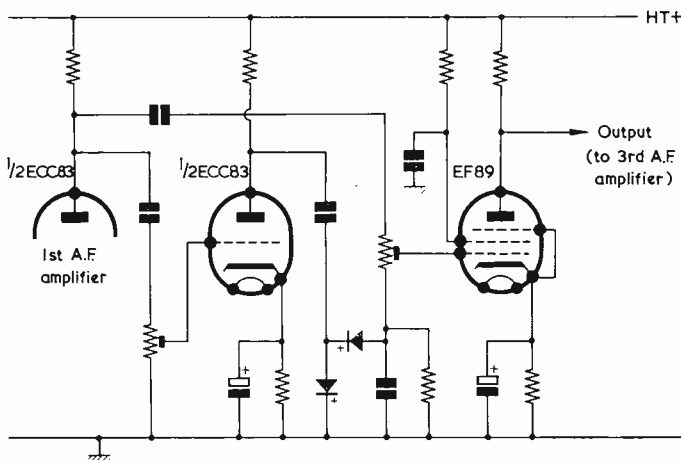 HT+
Output
(to 3rd A.F.
amplifier)
1/2ECC83
1/2ECC83
EF89
1st A.F.
amplifier
+
+
+
+